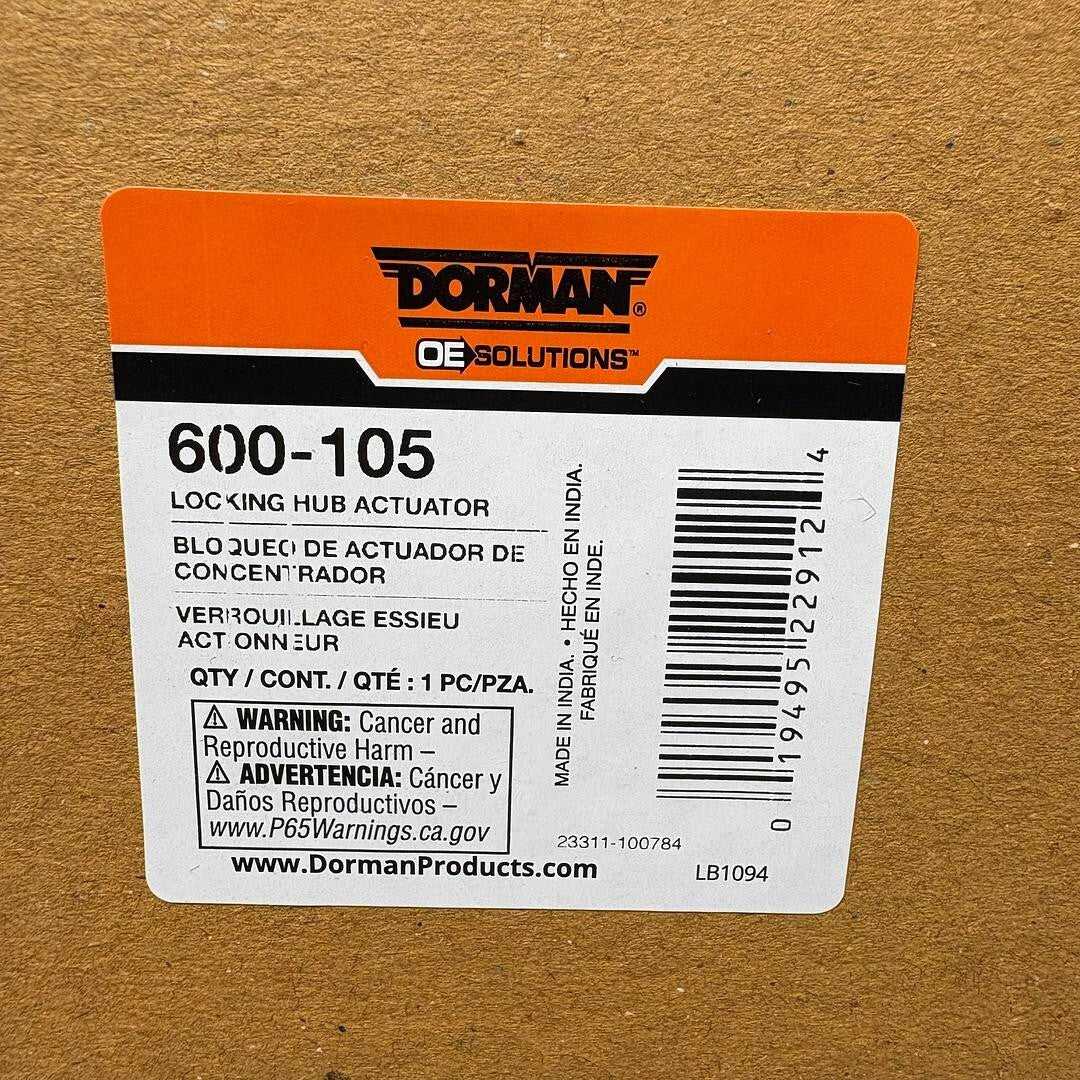 DORMAN®
OE SOLUTIONS™
600-105
LOCKING HUB ACTUATOR
BLOQUEO DE ACTUADOR DE
CONCENTRADOR
VERROUILLAGE ESSIEU
ACTIONNEUR
QTY / CONT. / QTÉ : 1 PC/PZA.
⚠ WARNING: Cancer and
Reproductive Harm –
⚠ ADVERTENCIA: Cáncer y
Daños Reproductivos –
www.P65Warnings.ca.gov
www.DormanProducts.com
MADE IN INDIA. • HECHO EN INDIA.
FABRIQUÉ EN INDE.
0 19495 22912 4
23311-100784
LB1094